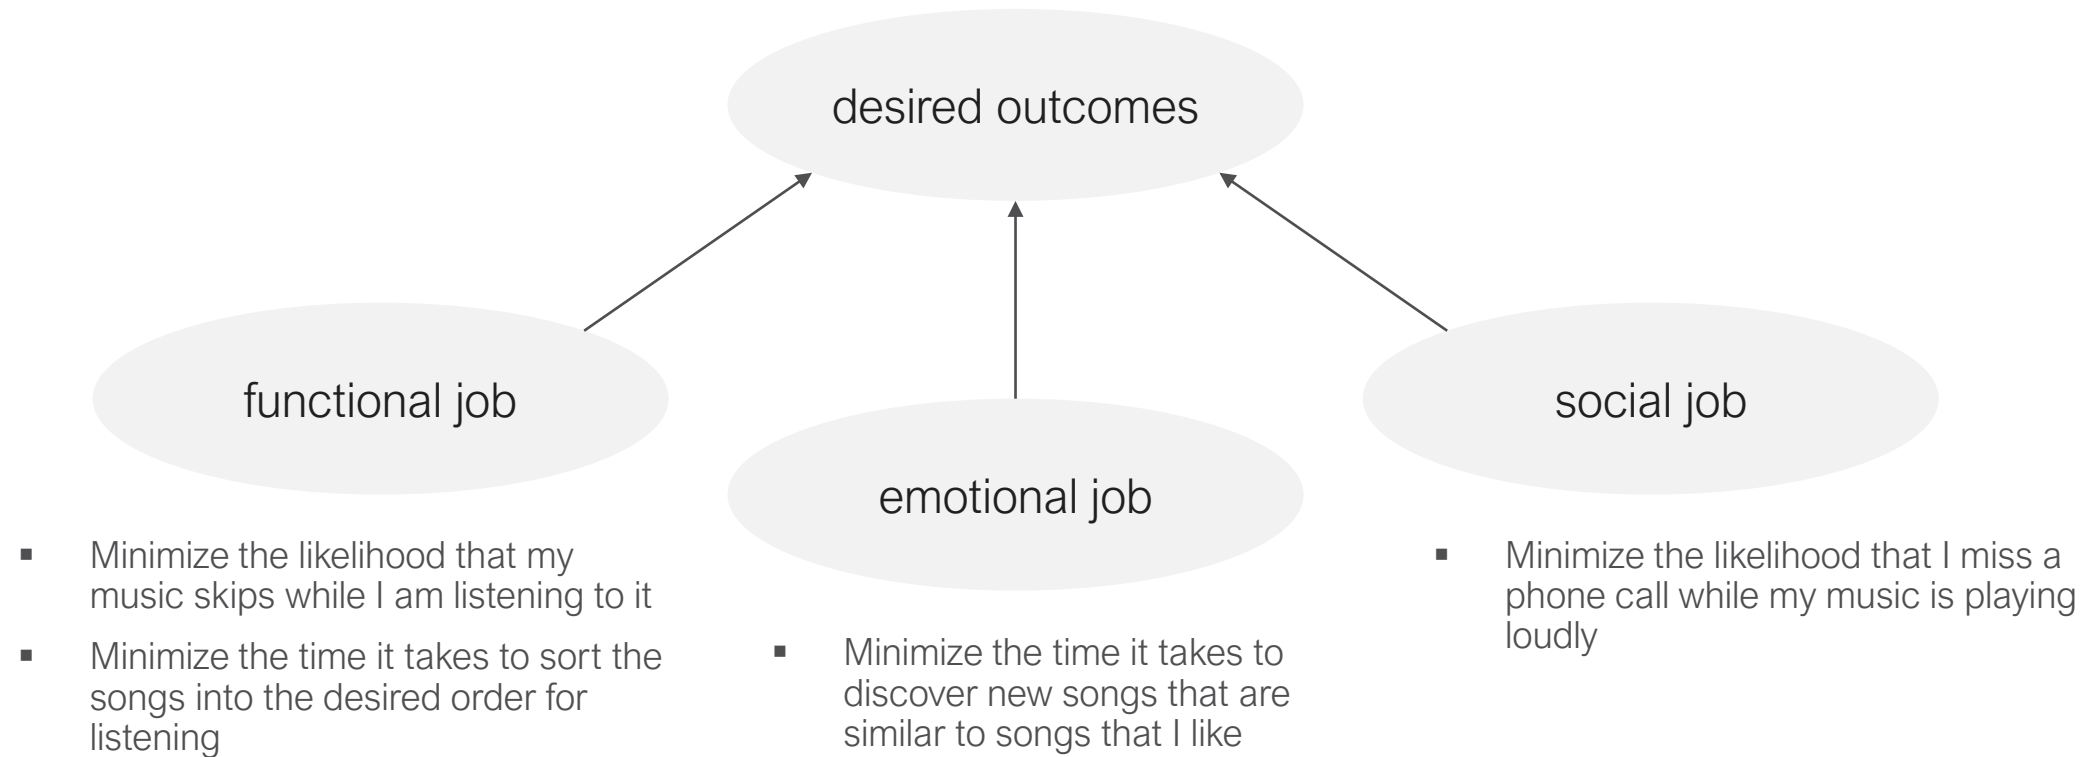 desired outcomes
functional job
▪ Minimize the likelihood that my
music skips while I am listening to it
▪ Minimize the time it takes to sort the
songs into the desired order for
listening
emotional job
▪ Minimize the time it takes to
discover new songs that are
similar to songs that I like
social job
▪ Minimize the likelihood that I miss a
phone call while my music is playing
loudly